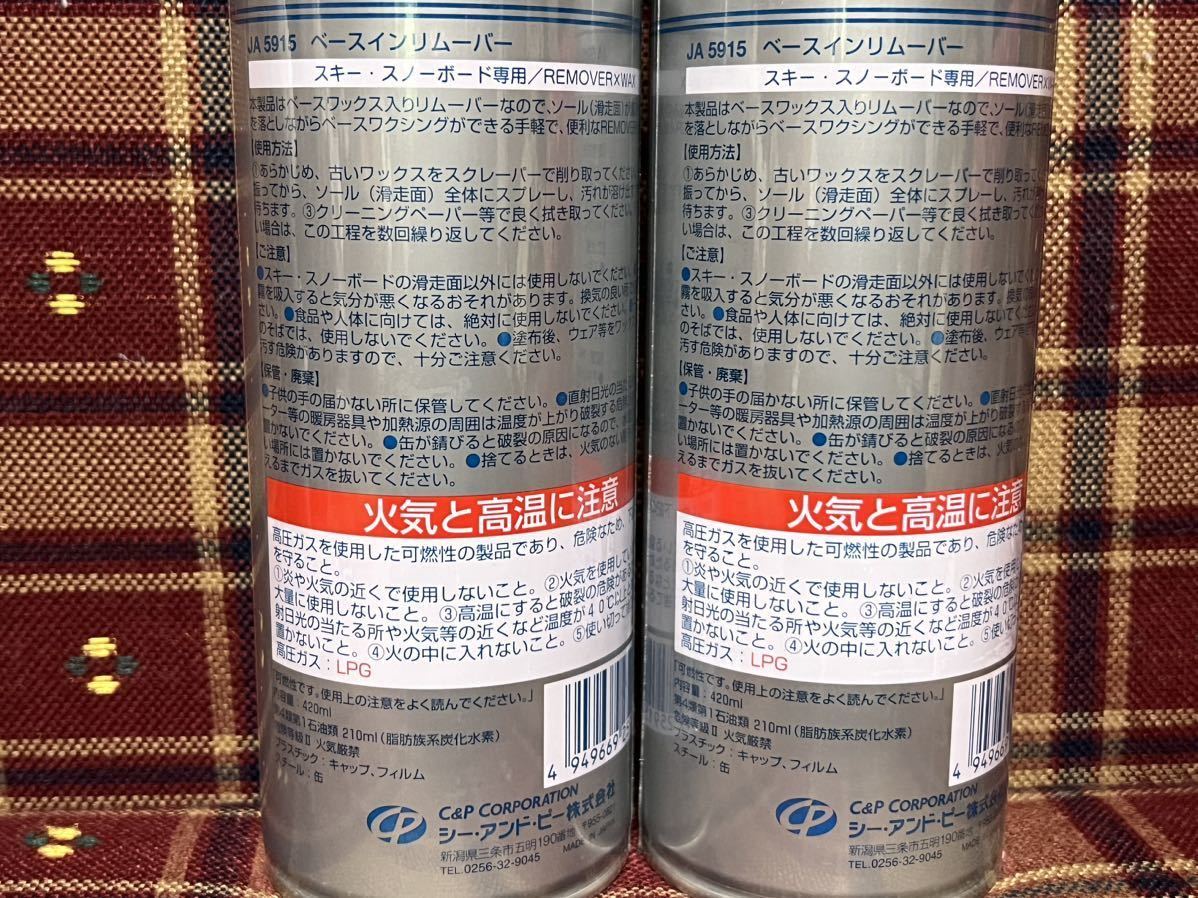 JA 5915 ベースインリムーバー
スキー・スノーボード専用/REMOVER×WAX
本製品はベースワックス入りリムーバーなので、ソール(滑走面)が
を落としながらベースワクシングができる手軽で、便利なREMOVER
【使用方法】
①あらかじめ、古いワックスをスクレーパーで削り取ってくださ
振ってから、ソール(滑走面)全体にスプレーし、汚れが溶け出
待ちます。③クリーニングペーパー等で良く拭き取ってください。
い場合は、この工程を数回繰り返してください。
【ご注意】
●スキー・スノーボードの滑走面以外には使用しないでください。
霧を吸入すると気分が悪くなるおそれがあります。換気の良い
さい。●食品や人体に向けては、絶対に使用しないでください。
のそばでは、使用しないでください。●塗布後、ウェア等をワッ
汚す危険がありますので、十分ご注意ください。
【保管・廃棄】
●子供の手の届かない所に保管してください。●直射日光の当た
ーター等の暖房器具や加熱源の周囲は温度が上がり破裂する危険
置かないでください。●缶が錆びると破裂の原因になるので、
い場所には置かないでください。●捨てるときは、火気のない
えるまでガスを抜いてください。
火気と高温に注意
高圧ガスを使用した可燃性の製品であり、危険なため、下
を守ること。
①炎や火気の近くで使用しないこと。②火気を使用してい
大量に使用しないこと。③高温にすると破裂の危険がある
射日光の当たる所や火気等の近くなど温度が40℃以上
置かないこと。④火の中に入れないこと。⑤使い切って
高圧ガス:LPG
「可燃性です。使用上の注意をよく読んでください。」
内容量:420ml
第4類第1石油類 210ml(脂肪族系炭化水素)
危険等級Ⅱ 火気厳禁
プラスチック:キャップ、フィルム
スチール:缶
4 949669
C&P CORPORATION
シー・アンド・ピー株式会社
新潟県三条市五明190番地 〒955-082
TEL.0256-32-9045 MADE IN JAPAN
JA 5915 ベースインリムーバー
スキー・スノーボード専用/REMOVER×W
本製品はベースワックス入りリムーバーなので、ソール(滑走
を落としながらベースワクシングができる手軽で、便利なREM
【使用方法】
①あらかじめ、古いワックスをスクレーパーで削り取って
振ってから、ソール(滑走面)全体にスプレーし、汚れが
待ちます。③クリーニングペーパー等で良く拭き取ってくだ
い場合は、この工程を数回繰り返してください。
【ご注意】
●スキー・スノーボードの滑走面以外には使用しないでく
霧を吸入すると気分が悪くなるおそれがあります。換気
さい。●食品や人体に向けては、絶対に使用しないでくだ
のそばでは、使用しないでください。●塗布後、ウェア等
汚す危険がありますので、十分ご注意ください。
【保管・廃棄】
●子供の手の届かない所に保管してください。●直射日光
ーター等の暖房器具や加熱源の周囲は温度が上がり破裂す
置かないでください。●缶が錆びると破裂の原因になる
い場所には置かないでください。●捨てるときは、火気
えるまでガスを抜いてください。
火気と高温に注意
高圧ガスを使用した可燃性の製品であり、危険な
を守ること。
①炎や火気の近くで使用しないこと。②火気を使用
大量に使用しないこと。③高温にすると破裂の危険
射日光の当たる所や火気等の近くなど温度が40
置かないこと。④火の中に入れないこと。⑤使い切
高圧ガス:LPG
「可燃性です。使用上の注意をよく読んでください。」
内容量:420ml
第4類第1石油類 210ml(脂肪族系炭化水素)
危険等級Ⅱ 火気厳禁
プラスチック:キャップ、フィルム
スチール:缶
4 94966
C&P CORPORATION
シー・アンド・ピー株式会
新潟県三条市五明190番地
TEL.0256-32-9045 MADE